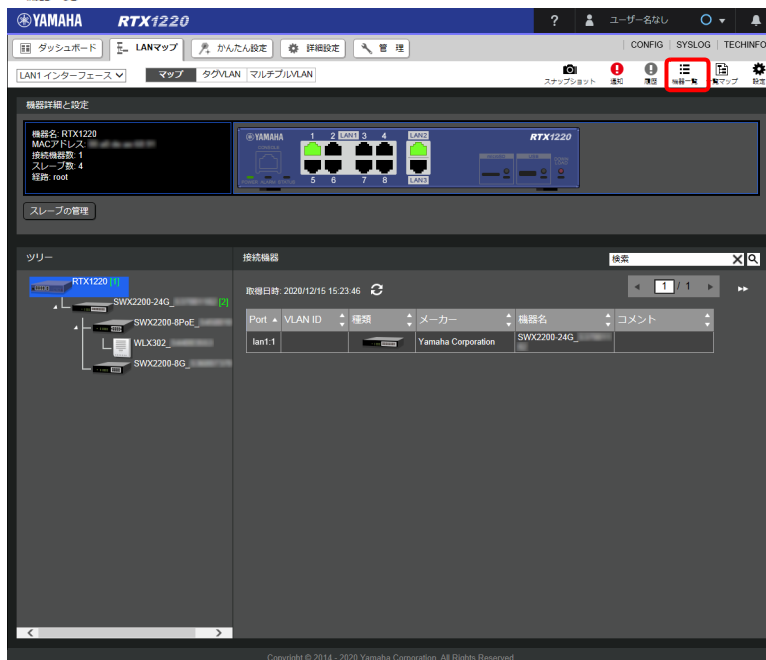 YAMAHA RTX1220 ? ユーザー名なし
ダッシュボード LANマップ かんたん設定 詳細設定 管 理 CONFIG SYSLOG TECHINFO
LAN1 インターフェース マップ タグVLAN マルチプルVLAN スナップショット 通知 履歴 機器一覧 一覧マップ 設定
機器詳細と設定
機器名: RTX1220
MACアドレス:
接続機器数: 1
スレーブ数: 4
経路: root
YAMAHA 1 2 LAN1 3 4 LAN2 RTX1220
CONSOLE
POWER ALARM STATUS 5 6 7 8 LAN3
スレーブの管理
ツリー
RTX1220 [1]
SWX2200-24G_ [2]
SWX2200-8PoE_
WLX302_
SWX2200-8G_
接続機器 検索
取得日時: 2020/12/15 15:23:46 1 / 1
Port VLAN ID 種類 メーカー 機器名 コメント
lan1:1 Yamaha Corporation SWX2200-24G_
Copyright © 2014 - 2020 Yamaha Corporation. All Rights Reserved.